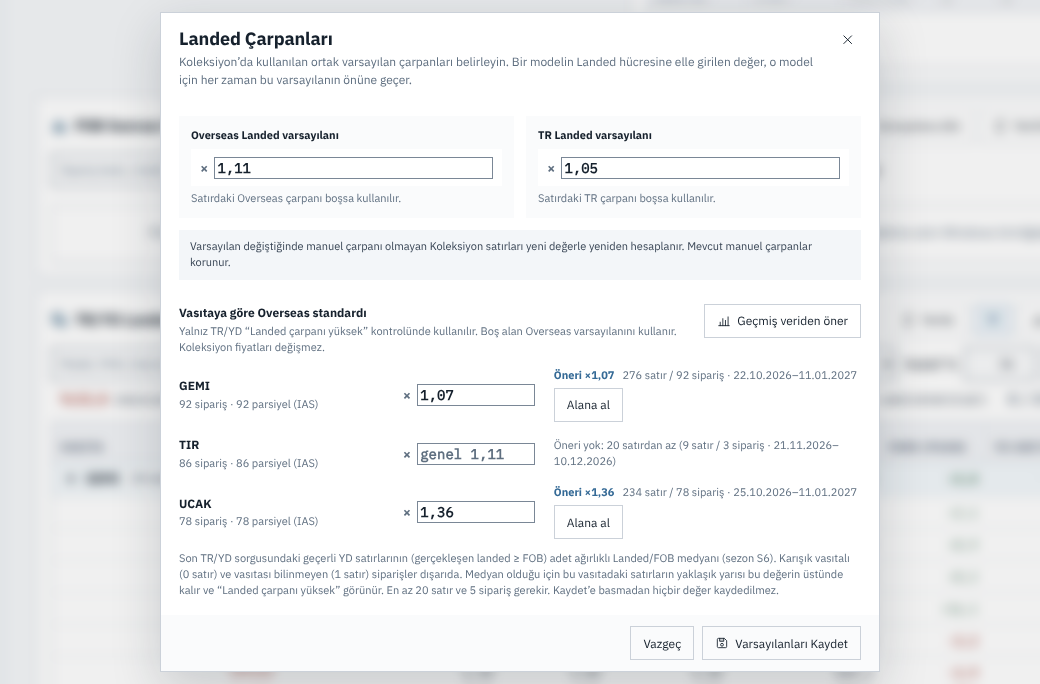 Landed Çarpanları
Koleksiyon’da kullanılan ortak varsayılan çarpanları belirleyin. Bir modelin Landed hücresine elle girilen değer, o model
için her zaman bu varsayılanın önüne geçer.
Overseas Landed varsayılanı
× 1,11
Satırdaki Overseas çarpanı boşsa kullanılır.
TR Landed varsayılanı
× 1,05
Satırdaki TR çarpanı boşsa kullanılır.
Varsayılan değiştiğinde manuel çarpanı olmayan Koleksiyon satırları yeni değerle yeniden hesaplanır. Mevcut manuel çarpanlar
korunur.
Vasıtaya göre Overseas standardı
Yalnız TR/YD “Landed çarpanı yüksek” kontrolünde kullanılır. Boş alan Overseas varsayılanını kullanır.
Koleksiyon fiyatları değişmez.
Geçmiş veriden öner
GEMI
92 sipariş · 92 parsiyel (IAS)
× 1,07
Öneri ×1,07 276 satır / 92 sipariş · 22.10.2026–11.01.2027
Alana al
TIR
86 sipariş · 86 parsiyel (IAS)
× genel 1,11
Öneri yok: 20 satırdan az (9 satır / 3 sipariş · 21.11.2026–
10.12.2026)
UCAK
78 sipariş · 78 parsiyel (IAS)
× 1,36
Öneri ×1,36 234 satır / 78 sipariş · 25.10.2026–11.01.2027
Alana al
Son TR/YD sorgusundaki geçerli YD satırlarının (gerçekleşen landed ≥ FOB) adet ağırlıklı Landed/FOB medyanı (sezon S6). Karışık vasıtalı
(0 satır) ve vasıtası bilinmeyen (1 satır) siparişler dışarıda. Medyan olduğu için bu vasıtadaki satırların yaklaşık yarısı bu değerin üstünde
kalır ve “Landed çarpanı yüksek” görünür. En az 20 satır ve 5 sipariş gerekir. Kaydet’e basmadan hiçbir değer kaydedilmez.
Vazgeç
Varsayılanları Kaydet